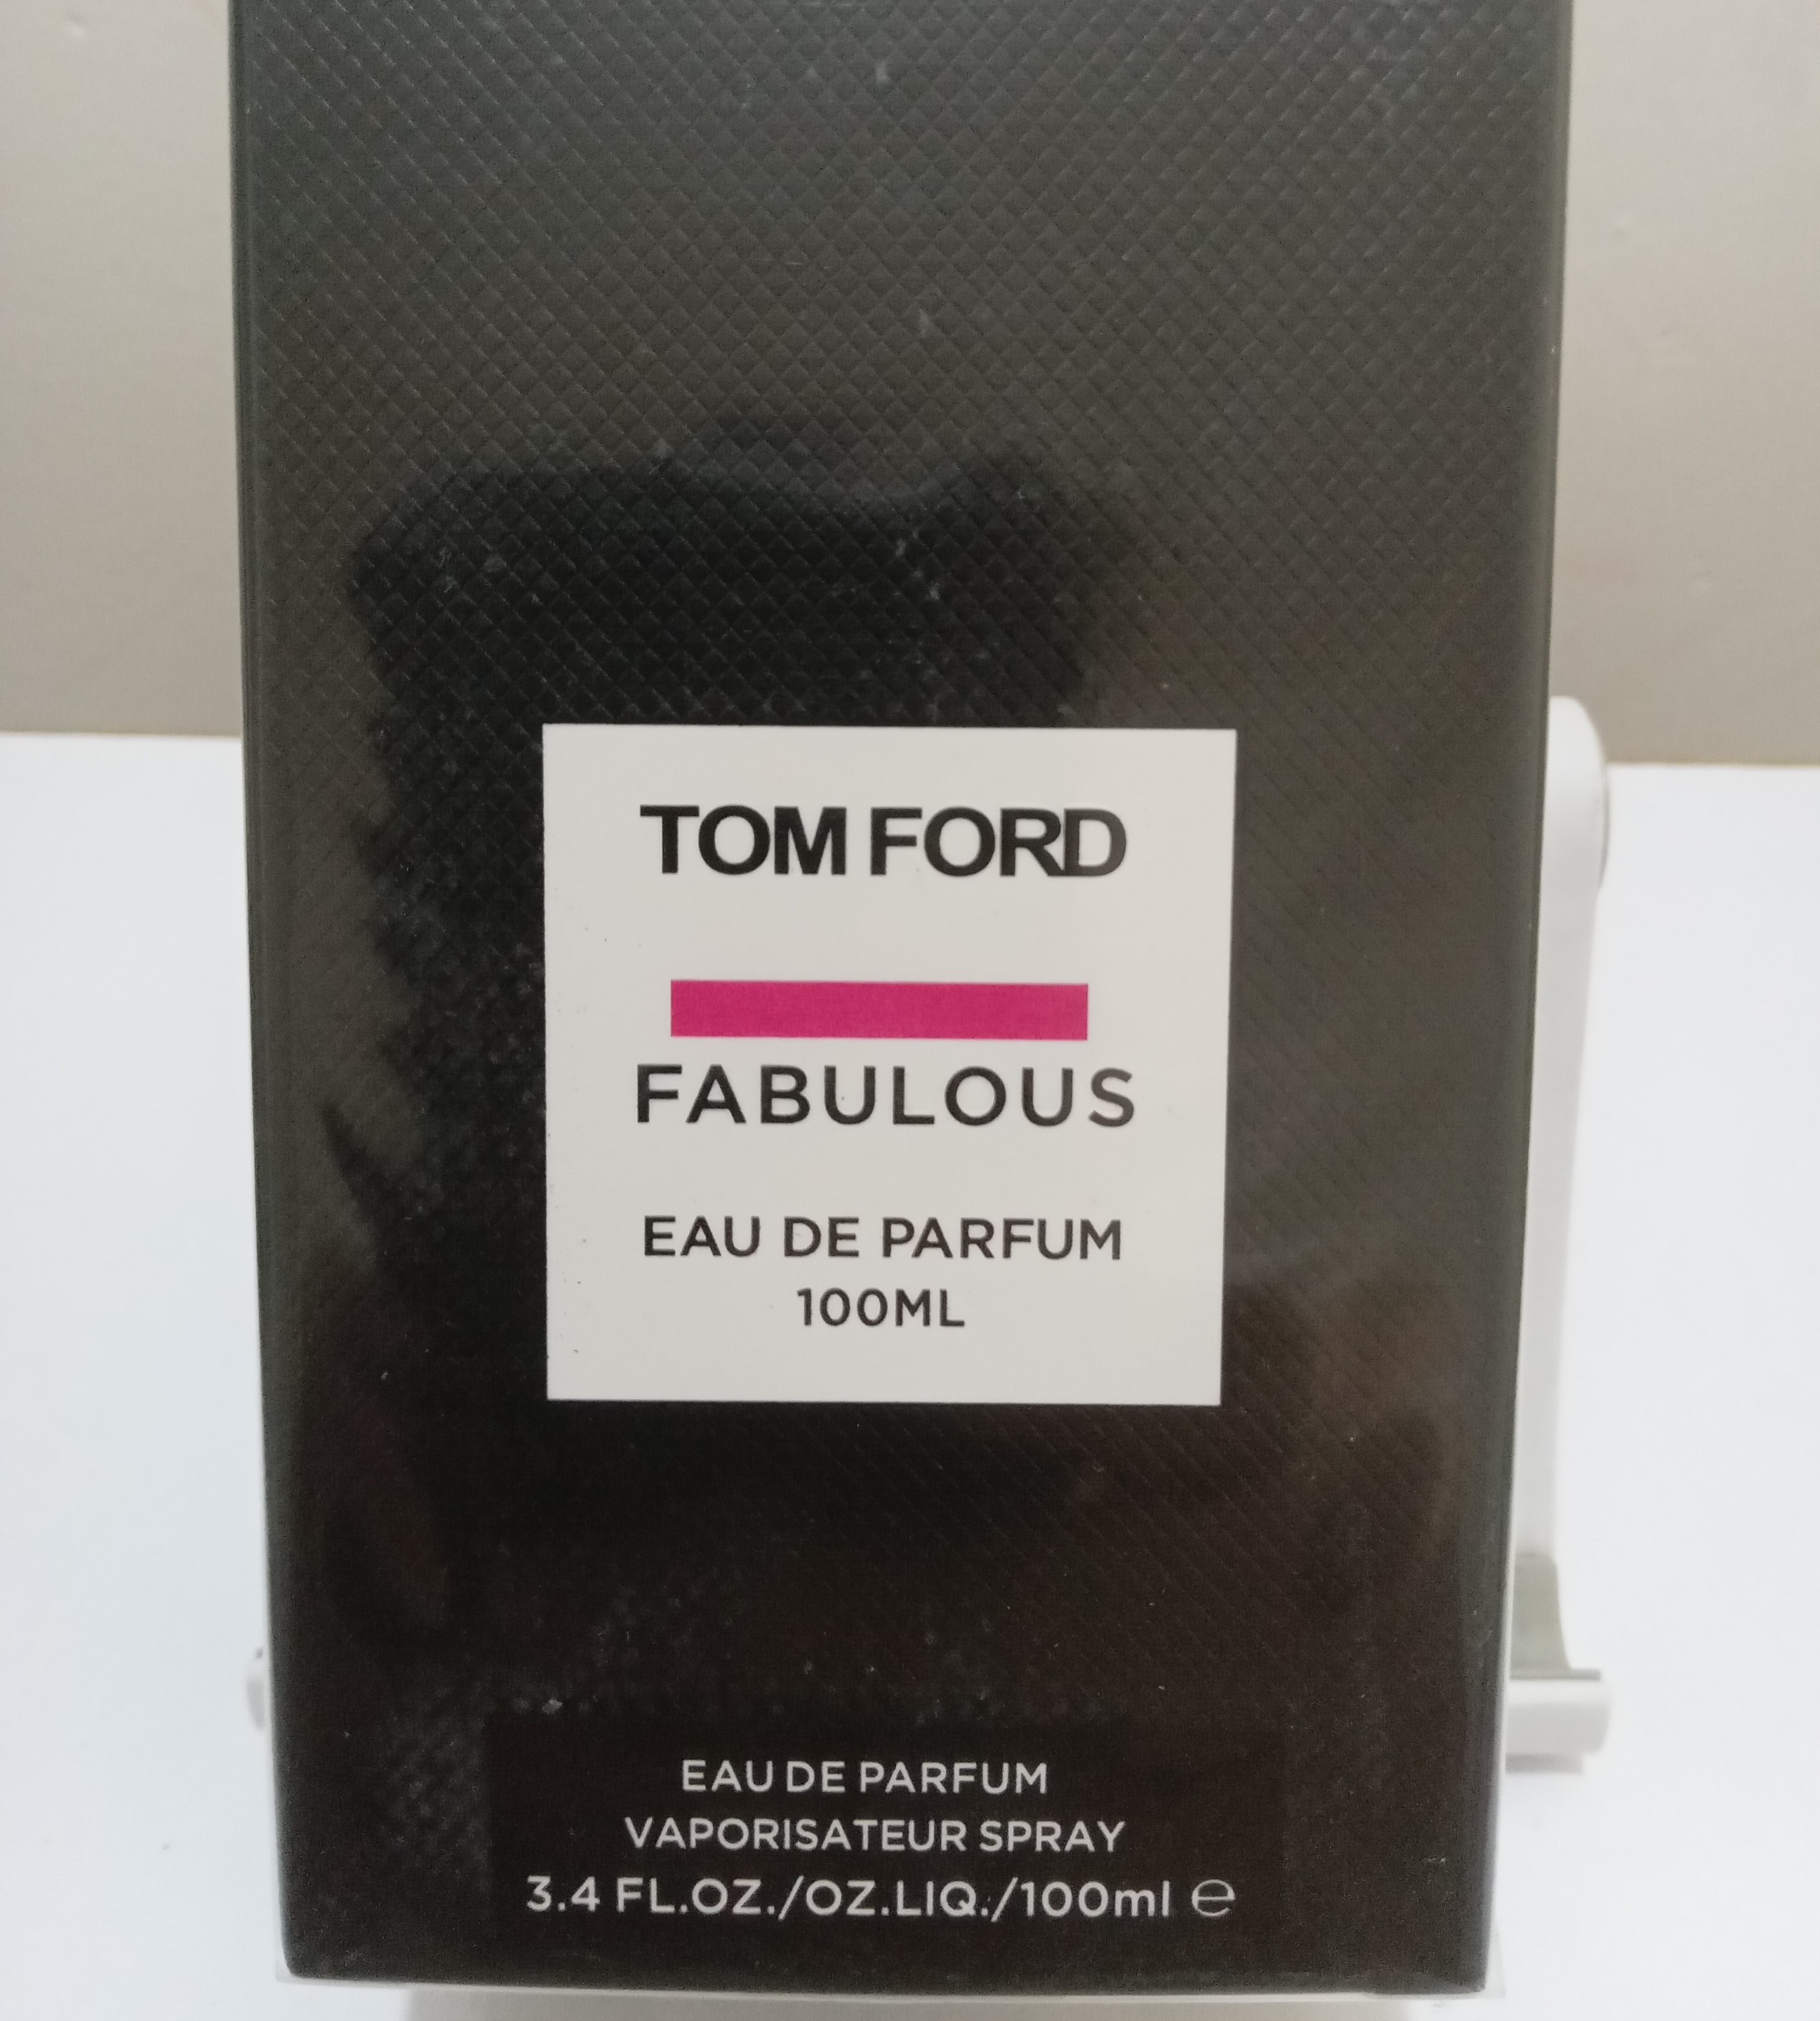 TOM FORD
FABULOUS
EAU DE PARFUM
100ML
EAU DE PARFUM
VAPORISATEUR SPRAY
3.4 FL.OZ./OZ.LIQ./100ml ℮